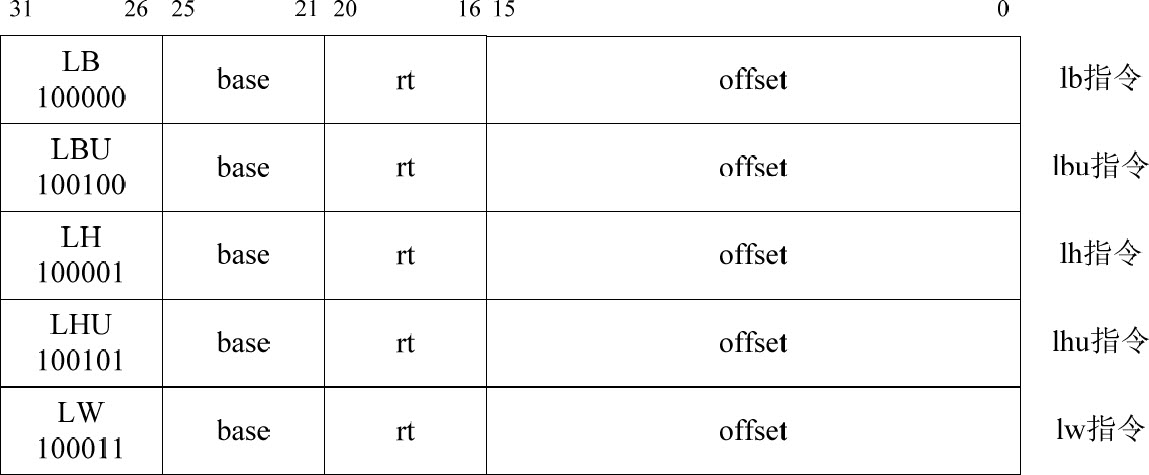 31 26 25 21 20 16 15 0
LB
100000
base rt offset lb指令
LBU
100100
base rt offset lbu指令
LH
100001
base rt offset lh指令
LHU
100101
base rt offset lhu指令
LW
100011
base rt offset lw指令